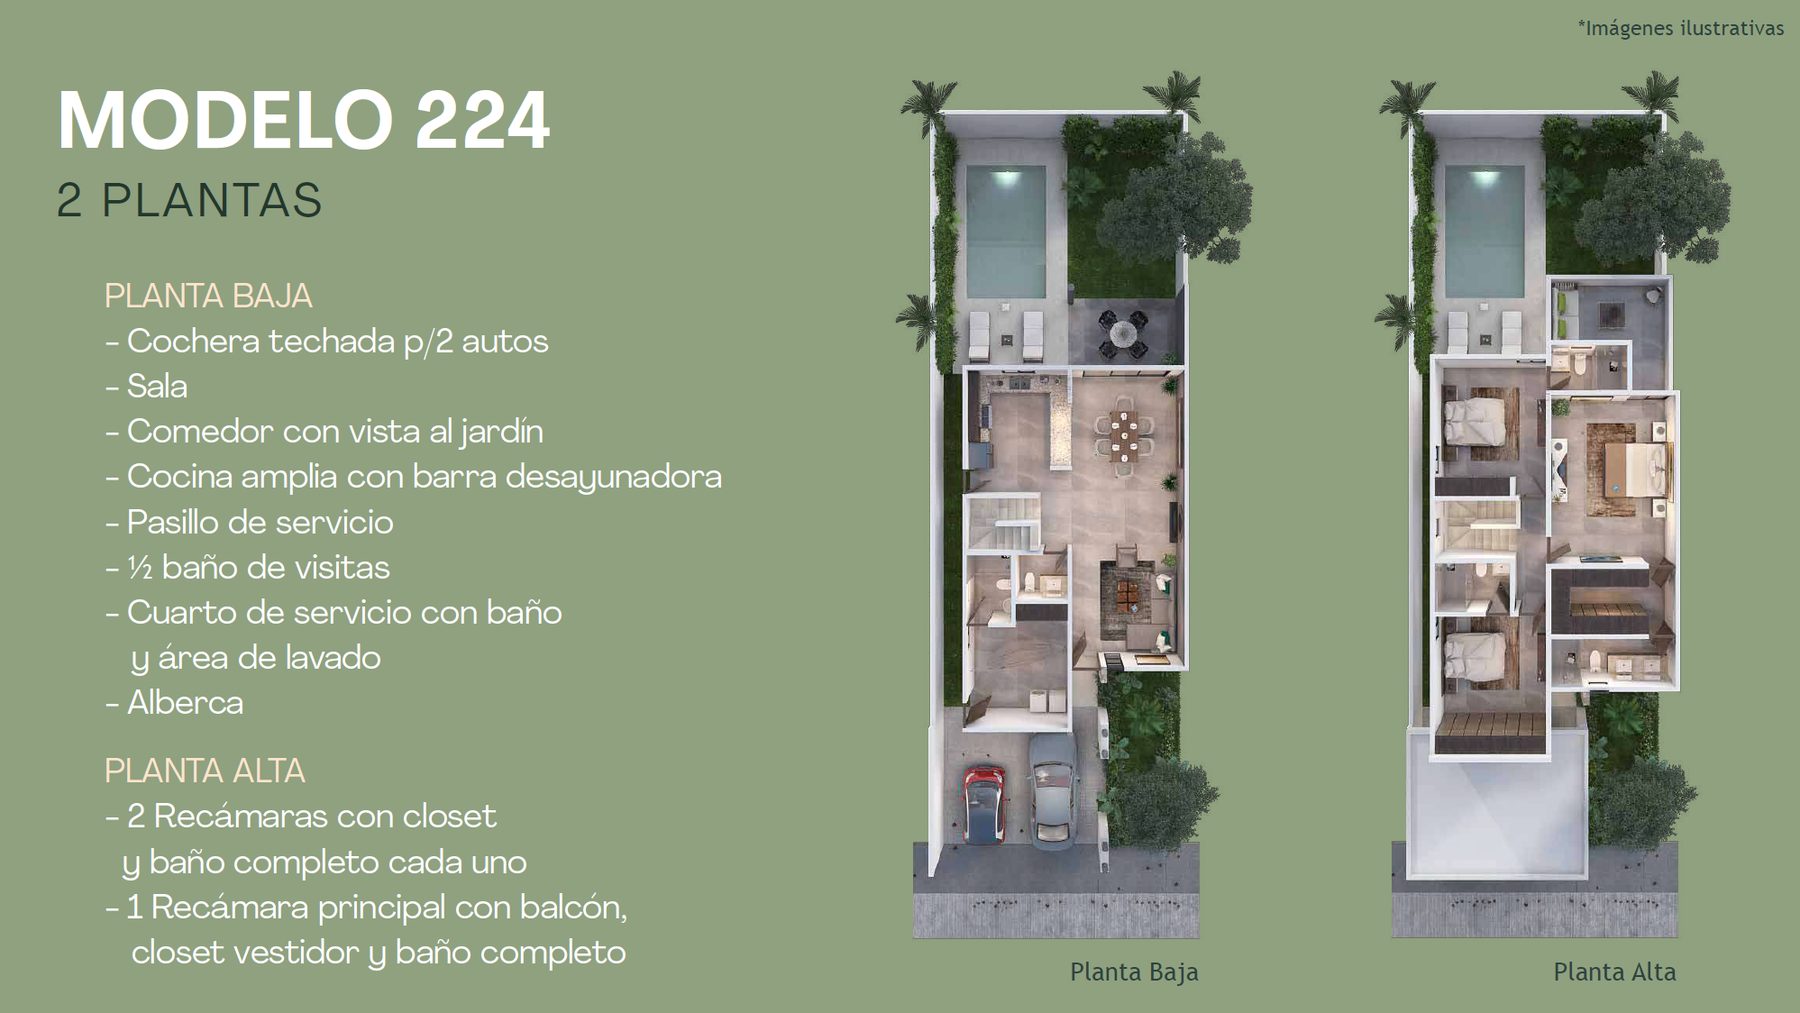 *Imágenes ilustrativas
MODELO 224
2 PLANTAS
PLANTA BAJA
- Cochera techada p/2 autos
- Sala
- Comedor con vista al jardín
- Cocina amplia con barra desayunadora
- Pasillo de servicio
- ½ baño de visitas
- Cuarto de servicio con baño
y área de lavado
- Alberca
PLANTA ALTA
- 2 Recámaras con closet
y baño completo cada uno
- 1 Recámara principal con balcón,
closet vestidor y baño completo
Planta Baja
Planta Alta